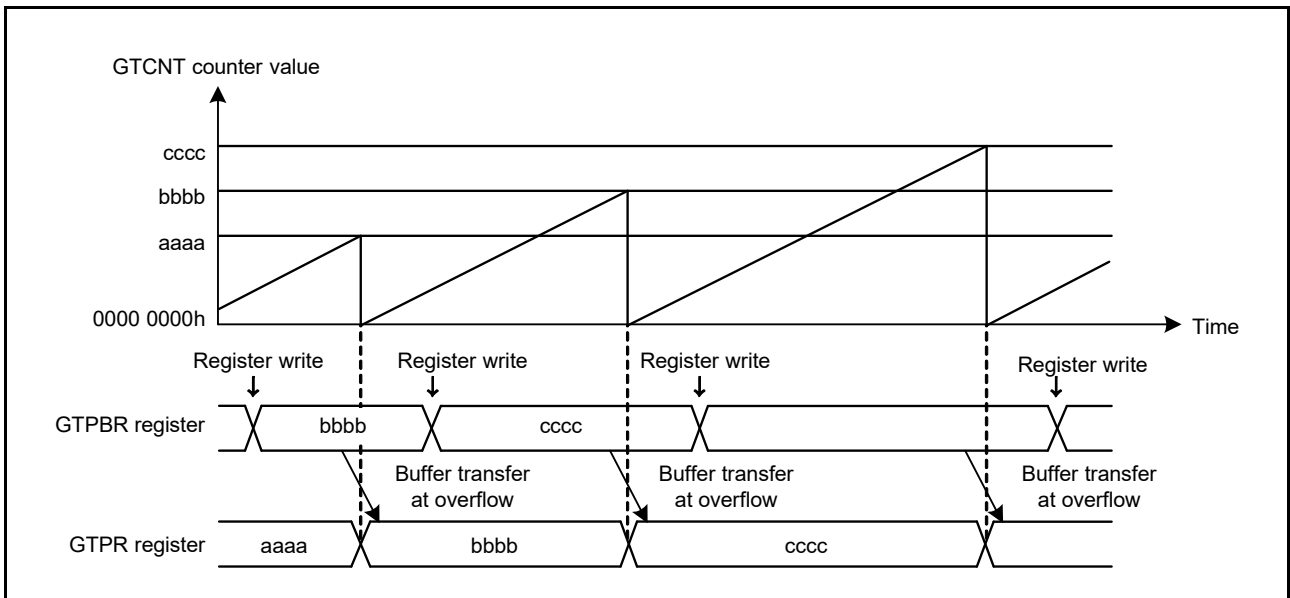 GTCNT counter value
cccc
bbbb
aaaa
0000 0000h
Time
Register write
Register write
Register write
Register write
GTPBR register
bbbb
cccc
Buffer transfer
at overflow
Buffer transfer
at overflow
Buffer transfer
at overflow
GTPR register
aaaa
bbbb
cccc